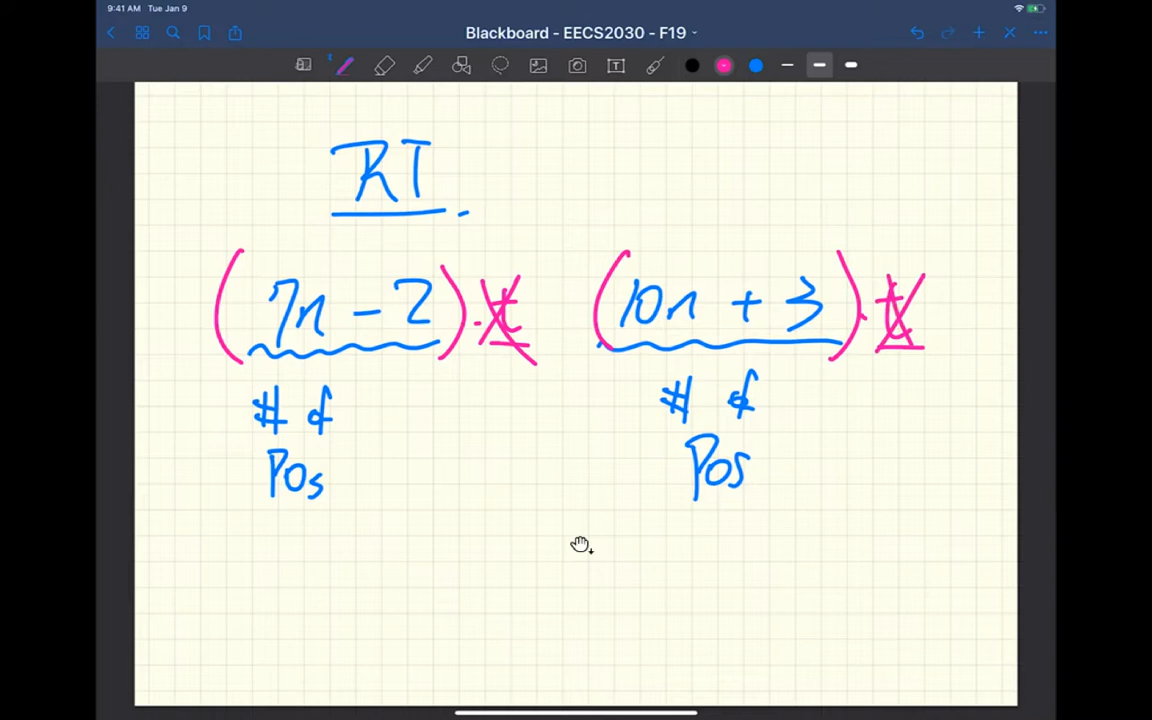 9:41 AM Tue Jan 9
Blackboard - EECS2030 - F19
RT.
(7n - 2) · t (10n + 3) · t
# of # of
POs POs